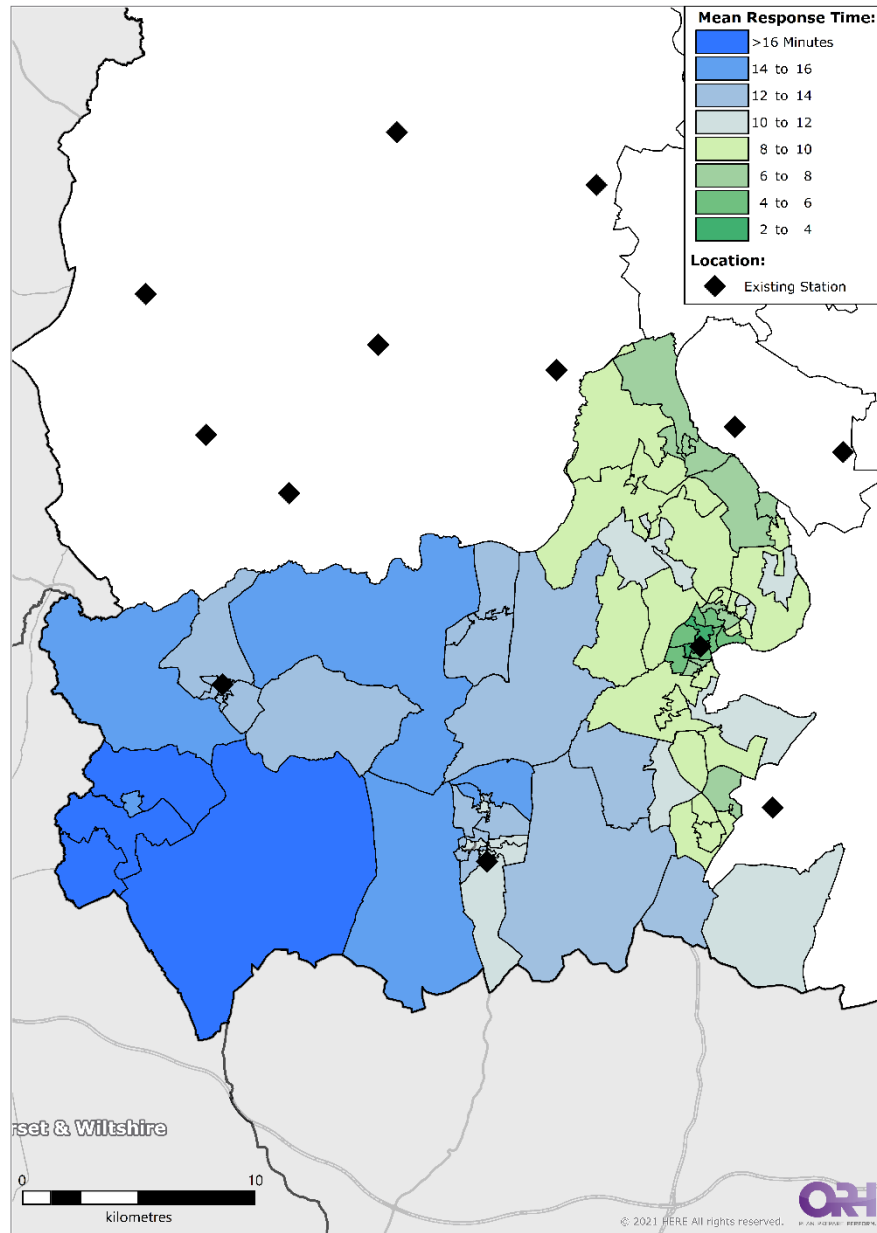 Mean Response Time:
>16 Minutes
14 to 16
12 to 14
10 to 12
8 to 10
6 to 8
4 to 6
2 to 4
Location:
Existing Station
rset & Wiltshire
0 10
kilometres
© 2021 HERE All rights reserved.
ORH